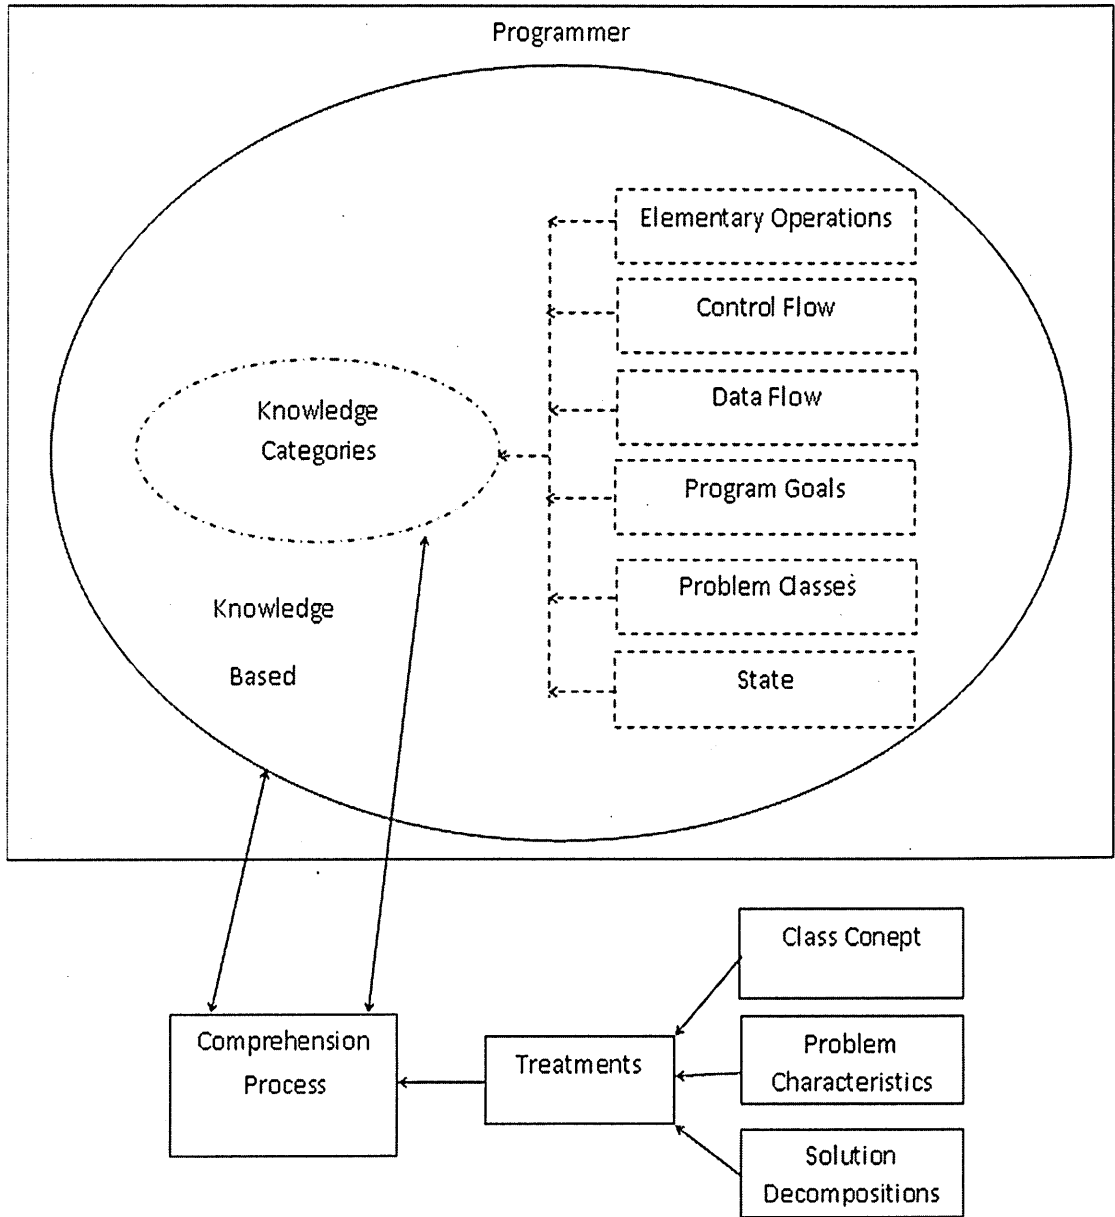 Programmer
Elementary Operations
Control Flow
Data Flow
Knowledge
Categories
Program Goals
Problem Classes
Knowledge
Based
State
Class Conept
Comprehension
Process
Treatments
Problem
Characteristics
Solution
Decompositions